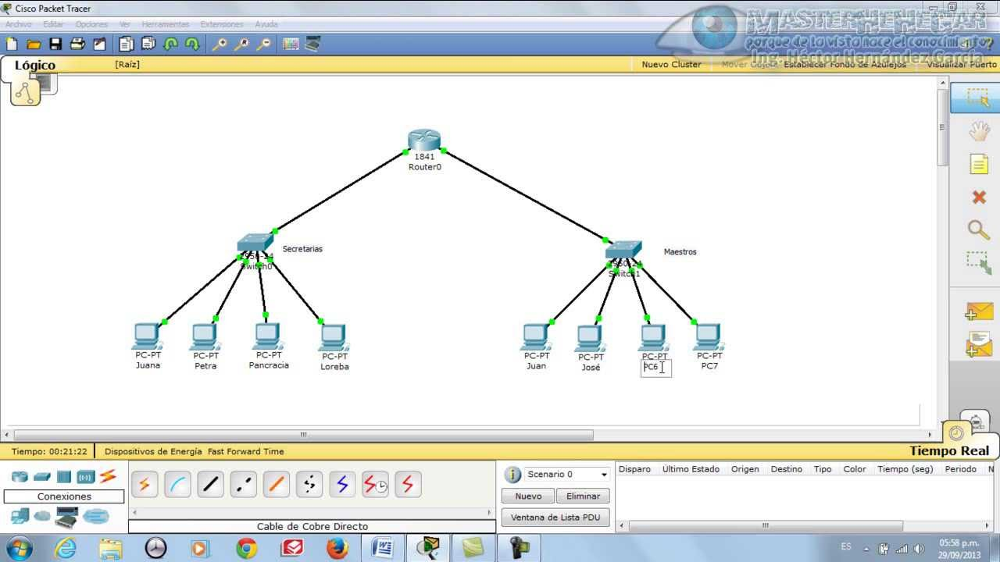 Cisco Packet Tracer
Archivo Editar Opciones Ver Herramientas Extensiones Ayuda
MASTERHEHEGAR
porque de la vista nace el conocimiento
Ing. Héctor Hernández García
Lógico
[Raíz]
Nuevo Cluster
Mover Objeto
Establecer Fondo de Azulejos
Visualizar Puerto
1841
Router0
2950-24
Switch0
Secretarias
2950-24
Switch1
Maestros
PC-PT
Juana
PC-PT
Petra
PC-PT
Pancracia
PC-PT
Loreba
PC-PT
Juan
PC-PT
José
PC-PT
PC6
PC-PT
PC7
Tiempo: 00:21:22
Dispositivos de Energía Fast Forward Time
Tiempo Real
Conexiones
Cable de Cobre Directo
Scenario 0
Nuevo
Eliminar
Ventana de Lista PDU
Disparo Último Estado Origen Destino Tipo Color Tiempo (seg) Periodo N
ES
05:58 p.m.
29/09/2013